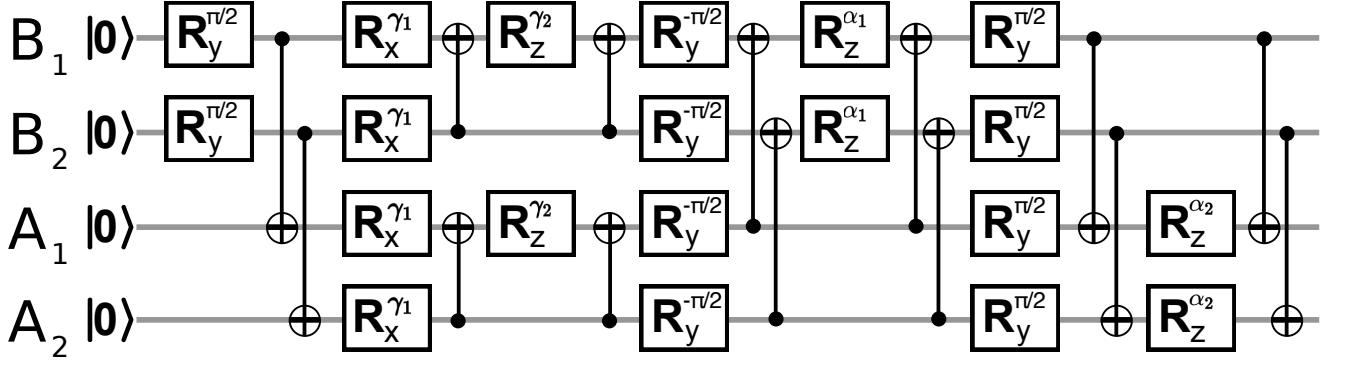 B₁ |0⟩ R_y^{π/2} R_x^{γ₁} R_z^{γ₂} R_y^{-π/2} R_z^{α₁} R_y^{π/2}
B₂ |0⟩ R_y^{π/2} R_x^{γ₁} R_y^{-π/2} R_z^{α₁} R_y^{π/2}
A₁ |0⟩ R_x^{γ₁} R_z^{γ₂} R_y^{-π/2} R_y^{π/2} R_z^{α₂}
A₂ |0⟩ R_x^{γ₁} R_y^{-π/2} R_y^{π/2} R_z^{α₂}